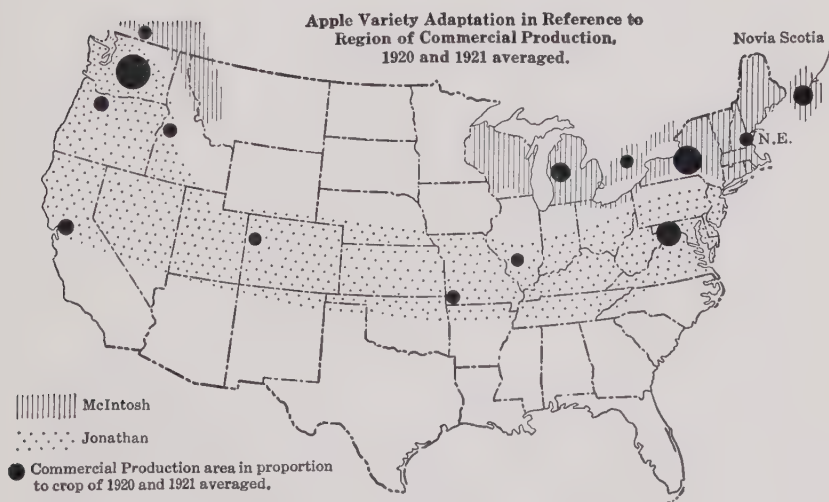 Apple Variety Adaptation in Reference to
Region of Commercial Production,
1920 and 1921 averaged.
Novia Scotia
N.E.
McIntosh
Jonathan
Commercial Production area in proportion
to crop of 1920 and 1921 averaged.